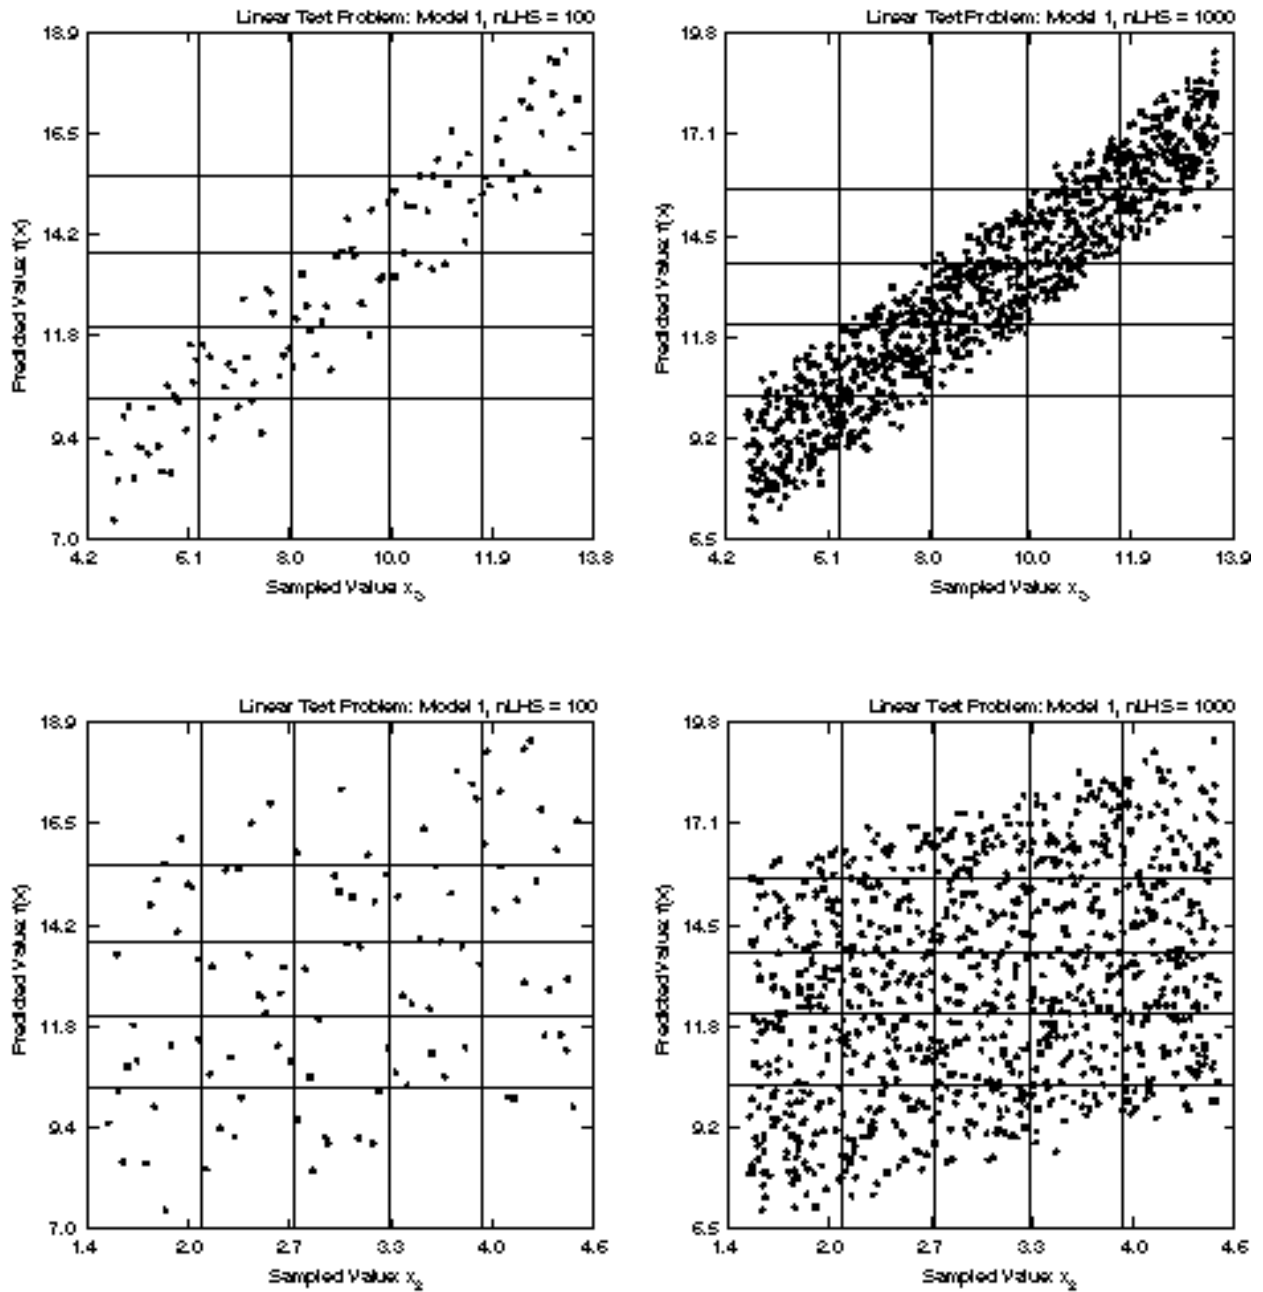 Linear Test Problem: Model 1, nLHS = 100
18.9
16.5
14.2
11.8
9.4
7.0
4.2 6.1 8.0 10.0 11.9 13.8
Predicted Value: f(x)
Sampled Value: x₃
Linear Test Problem: Model 1, nLHS = 1000
19.8
17.1
14.5
11.8
9.2
6.5
4.2 6.1 8.0 10.0 11.9 13.9
Predicted Value: f(x)
Sampled Value: x₃
Linear Test Problem: Model 1, nLHS = 100
18.9
16.5
14.2
11.8
9.4
7.0
1.4 2.0 2.7 3.3 4.0 4.6
Predicted Value: f(x)
Sampled Value: x₂
Linear Test Problem: Model 1, nLHS = 1000
19.8
17.1
14.5
11.8
9.2
6.5
1.4 2.0 2.7 3.3 4.0 4.6
Predicted Value: f(x)
Sampled Value: x₂